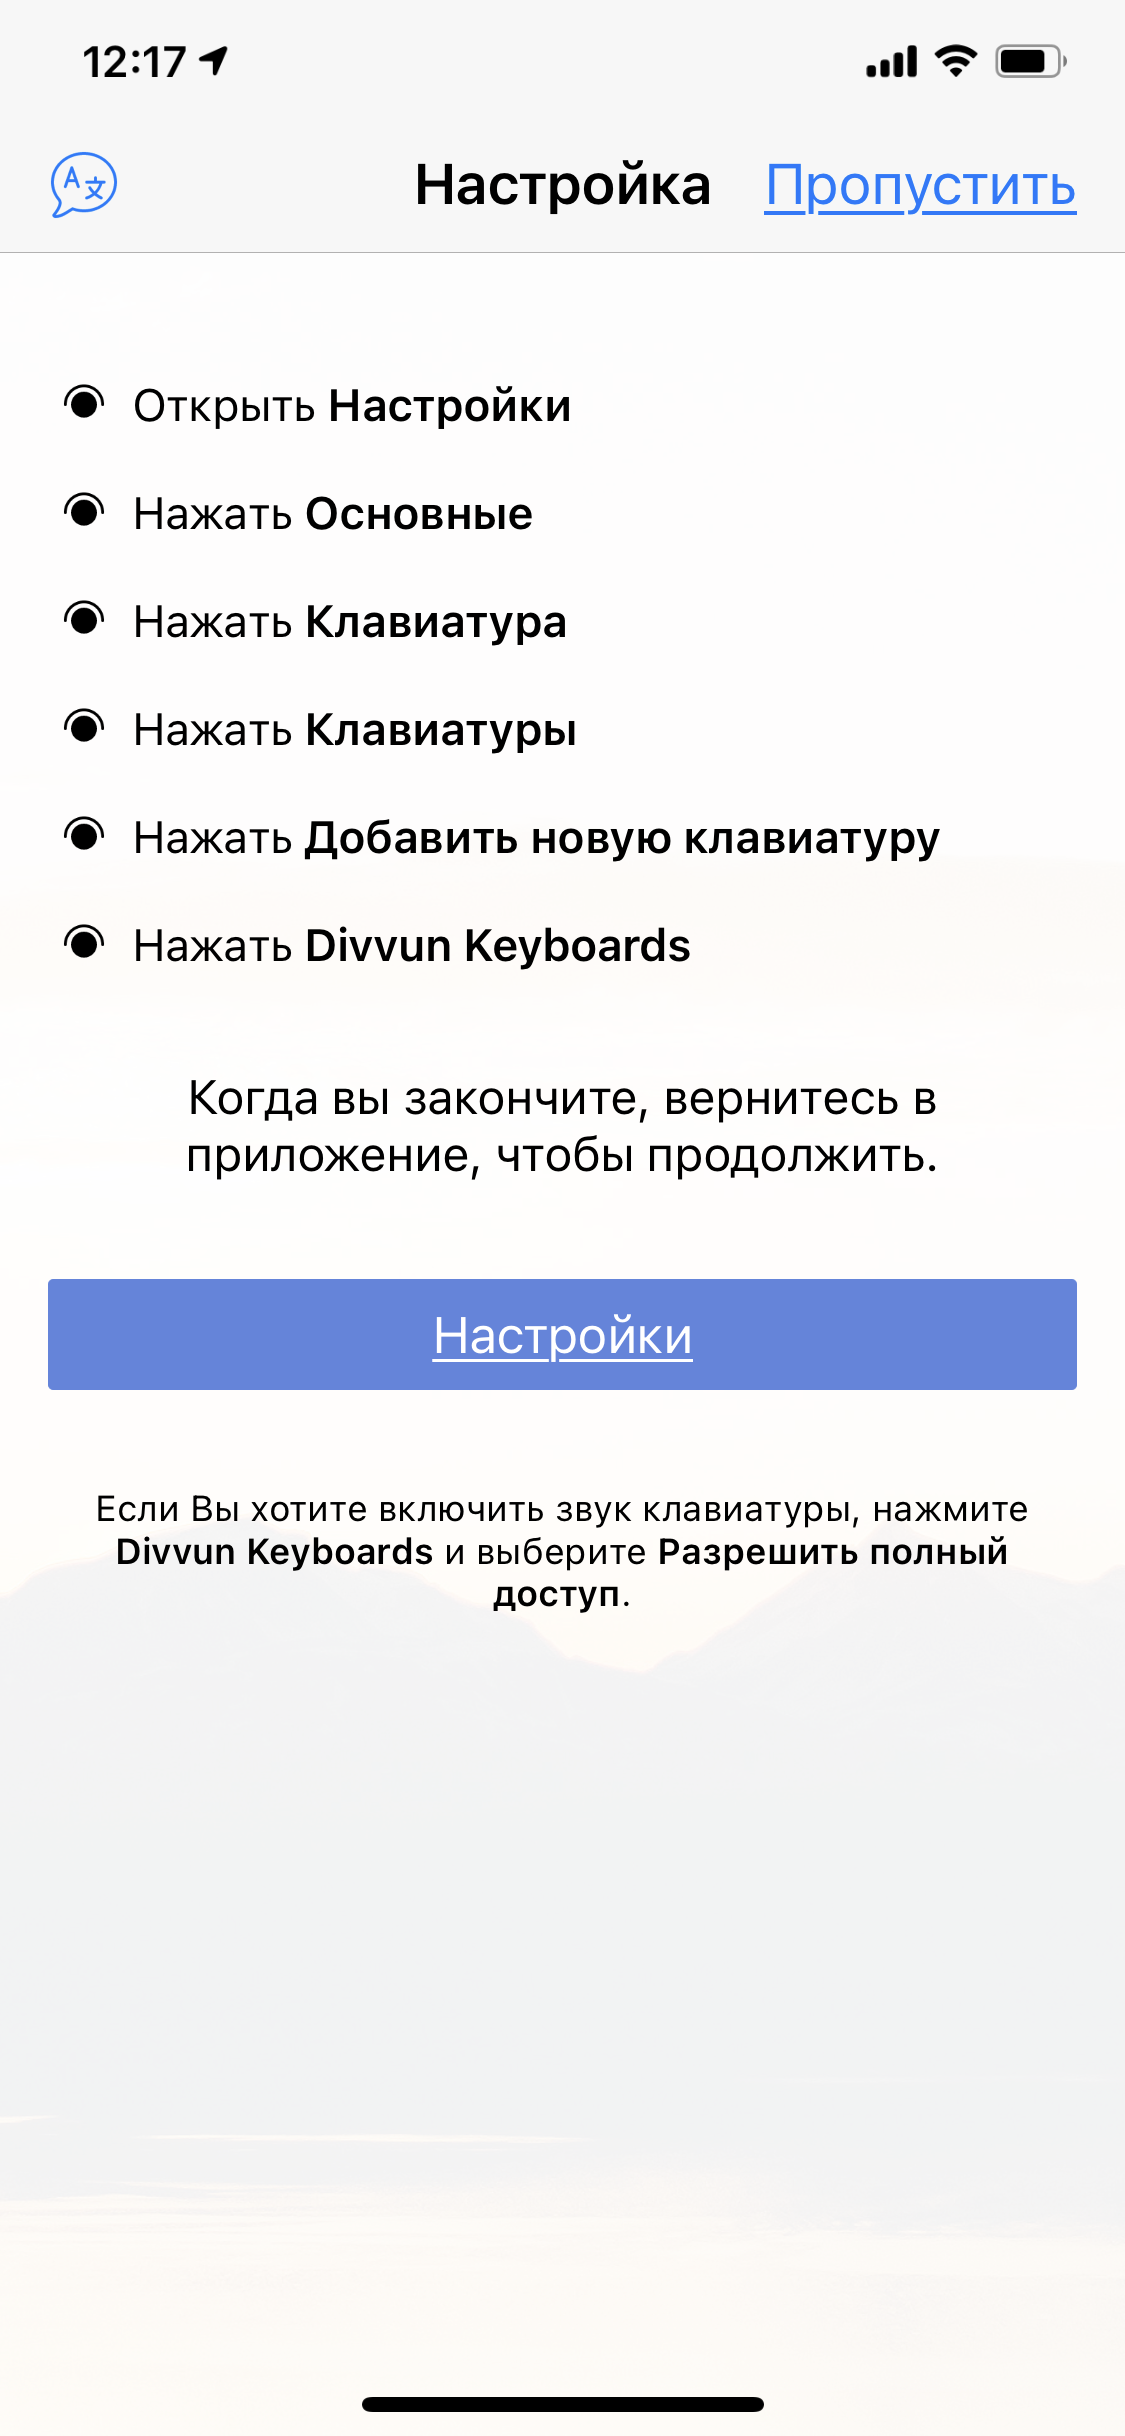 12:17
Настройка Пропустить
Открыть Настройки
Нажать Основные
Нажать Клавиатура
Нажать Клавиатуры
Нажать Добавить новую клавиатуру
Нажать Divvun Keyboards
Когда вы закончите, вернитесь в
приложение, чтобы продолжить.
Настройки
Если Вы хотите включить звук клавиатуры, нажмите
Divvun Keyboards и выберите Разрешить полный
доступ.